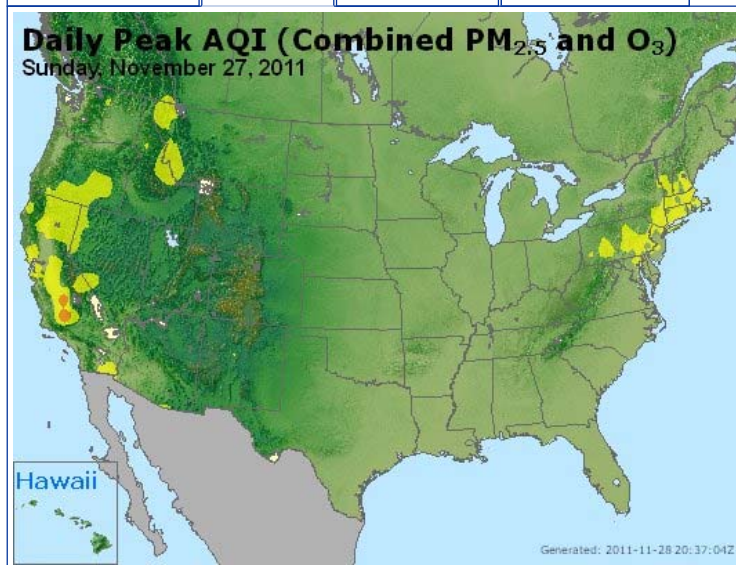 Daily Peak AQI (Combined PM2.5 and O3)
Sunday, November 27, 2011
Hawaii
Generated: 2011-11-28 20:37:04Z